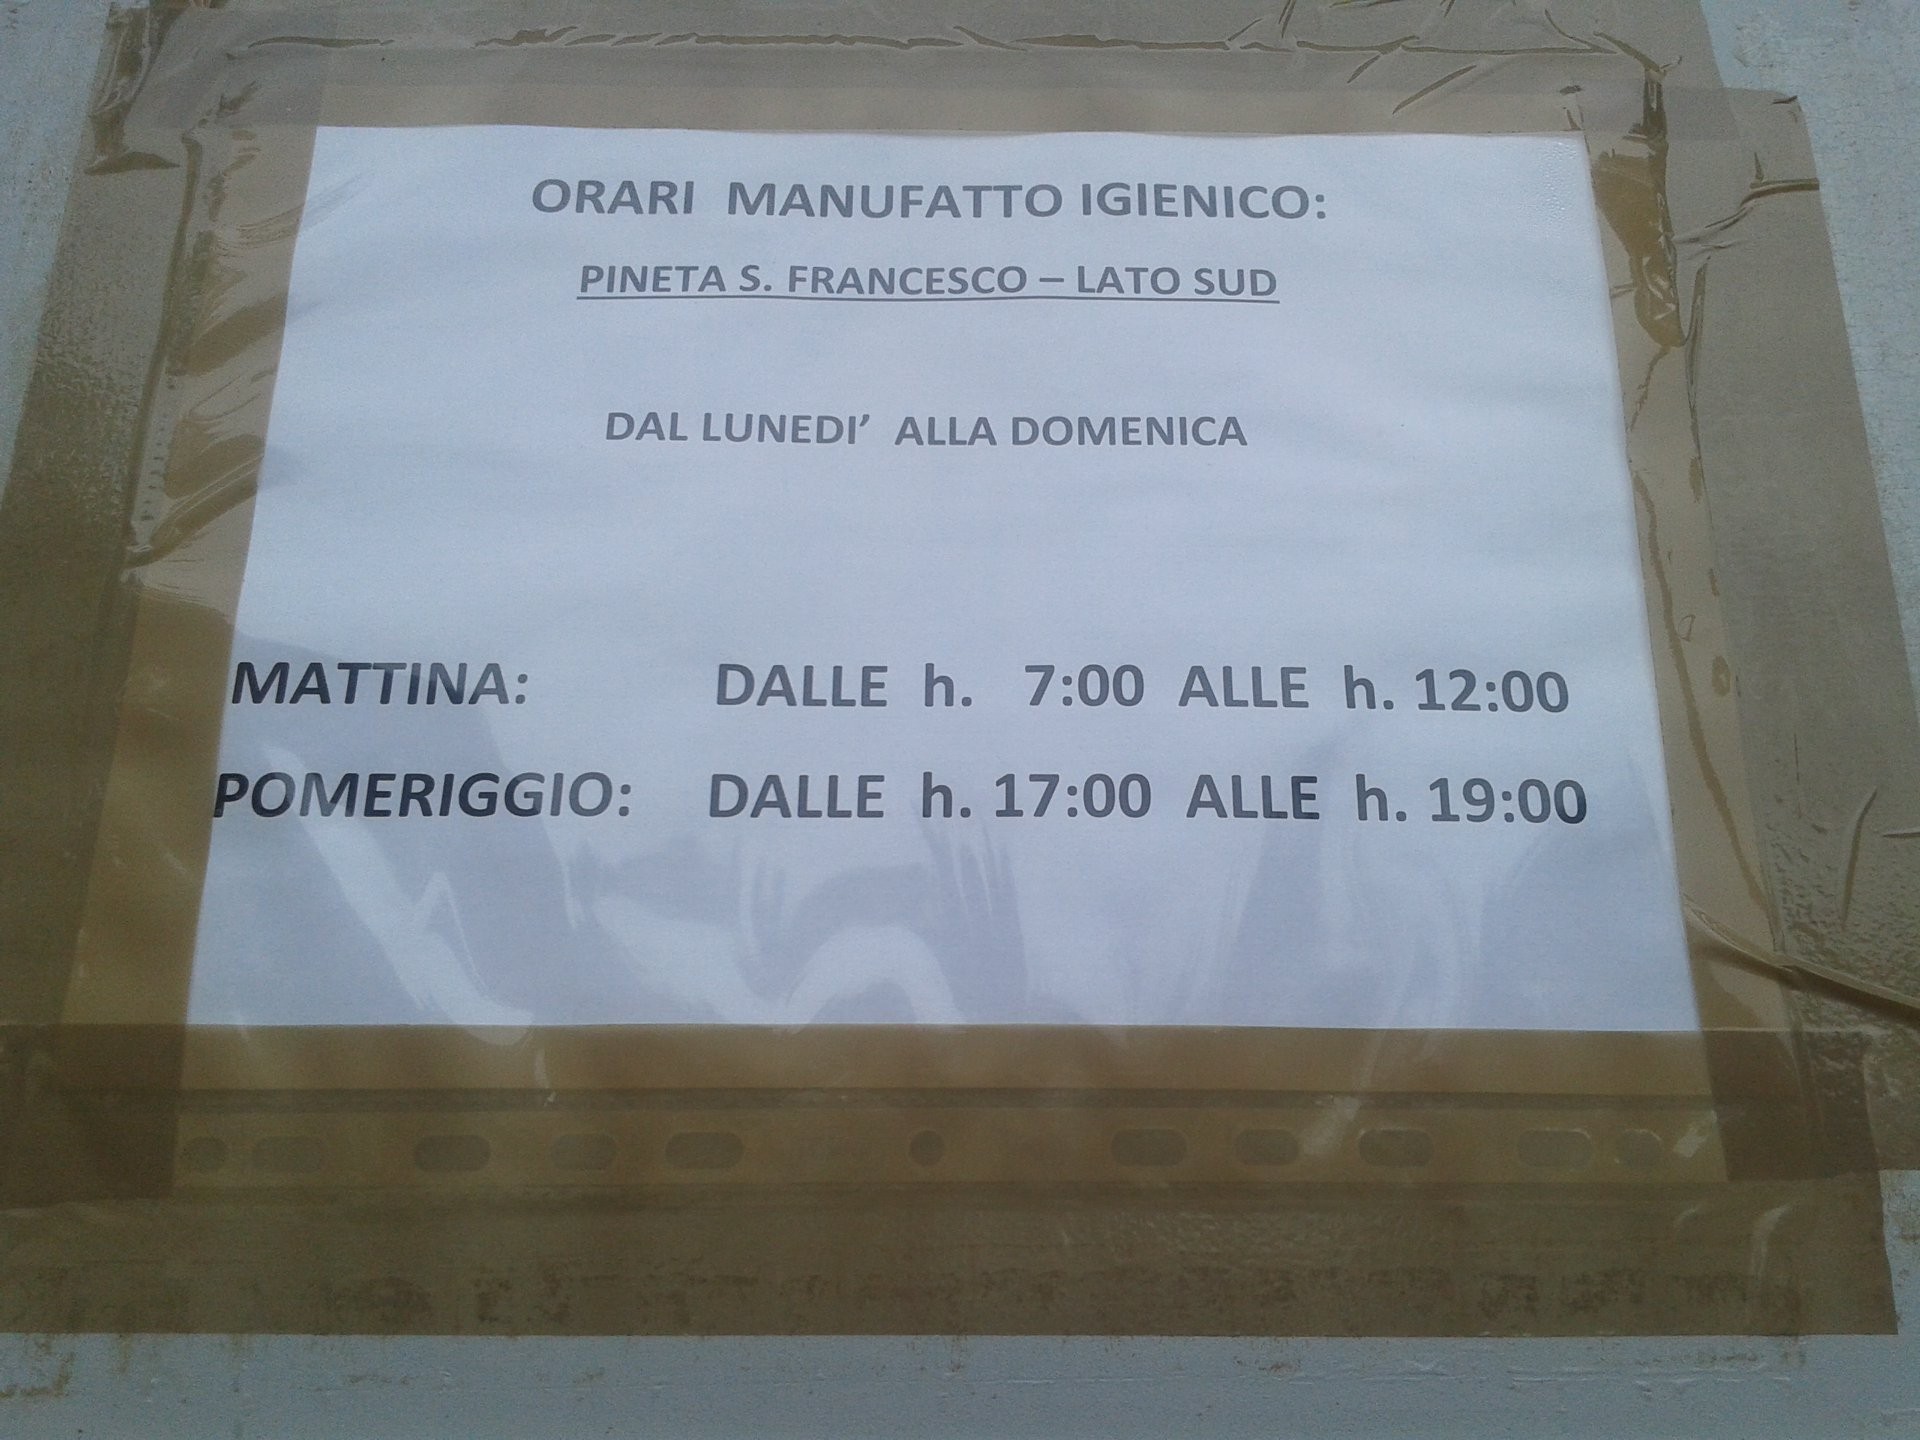 ORARI MANUFATTO IGIENICO:
PINETA S. FRANCESCO – LATO SUD
DAL LUNEDI’ ALLA DOMENICA
MATTINA: DALLE h. 7:00 ALLE h. 12:00
POMERIGGIO: DALLE h. 17:00 ALLE h. 19:00